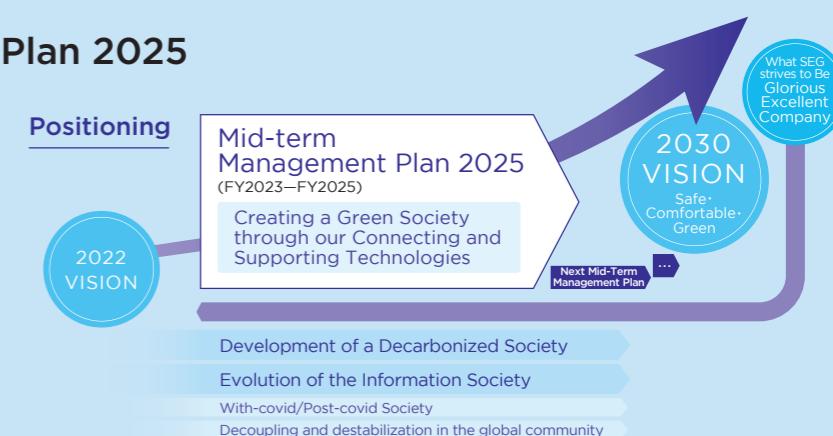 Plan 2025
Positioning
Mid-term
Management Plan 2025
(FY2023—FY2025)
Creating a Green Society
through our Connecting and
Supporting Technologies
2022
VISION
2030
VISION
Safe・
Comfortable・
Green
What SEG
strives to Be
Glorious
Excellent
Company
Next Mid-Term
Management Plan
...
Development of a Decarbonized Society
Evolution of the Information Society
With-covid/Post-covid Society
Decoupling and destabilization in the global community